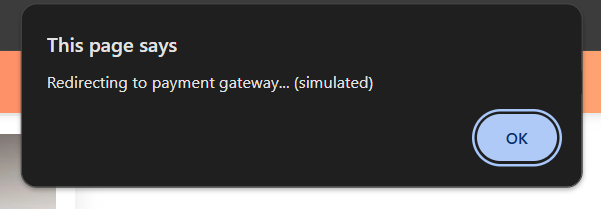 This page says
Redirecting to payment gateway... (simulated)
OK